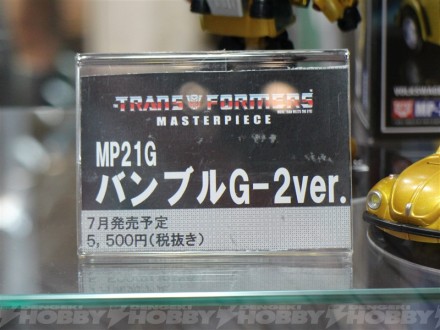 TRANSFORMERS
MASTERPIECE
MP21G
バンブルG-2ver.
7月発売予定
5,500円(税抜き)
HOBBY HOBBY HOBBY HOBBY HOBBY